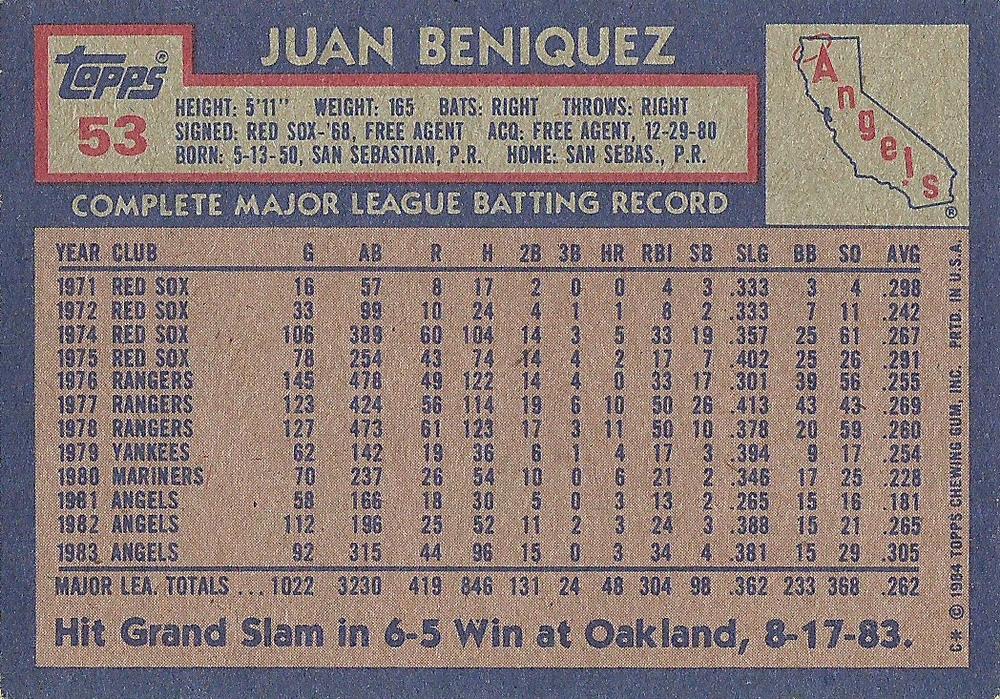 JUAN BENIQUEZ
Topps®
53
HEIGHT: 5'11" WEIGHT: 165 BATS: RIGHT THROWS: RIGHT
SIGNED: RED SOX-'68, FREE AGENT ACQ: FREE AGENT, 12-29-80
BORN: 5-13-50, SAN SEBASTIAN, P.R. HOME: SAN SEBAS., P.R.
Angels
®
COMPLETE MAJOR LEAGUE BATTING RECORD
YEAR CLUB G AB R H 2B 3B HR RBI SB SLG BB SO AVG
1971 RED SOX 16 57 8 17 2 0 0 4 3 .333 3 4 .298
1972 RED SOX 33 99 10 24 4 1 1 8 2 .333 7 11 .242
1974 RED SOX 106 389 60 104 14 3 5 33 19 .357 25 61 .267
1975 RED SOX 78 254 43 74 14 4 2 17 7 .402 25 26 .291
1976 RANGERS 145 478 49 122 14 4 0 33 17 .301 39 56 .255
1977 RANGERS 123 424 56 114 19 6 10 50 26 .413 43 43 .269
1978 RANGERS 127 473 61 123 17 3 11 50 10 .378 20 59 .260
1979 YANKEES 62 142 19 36 6 1 4 17 3 .394 9 17 .254
1980 MARINERS 70 237 26 54 10 0 6 21 2 .346 17 25 .228
1981 ANGELS 58 166 18 30 5 0 3 13 2 .265 15 16 .181
1982 ANGELS 112 196 25 52 11 2 3 24 3 .388 15 21 .265
1983 ANGELS 92 315 44 96 15 0 3 34 4 .381 15 29 .305
MAJOR LEA. TOTALS ... 1022 3230 419 846 131 24 48 304 98 .362 233 368 .262
Hit Grand Slam in 6-5 Win at Oakland, 8-17-83.
C* © 1984 TOPPS CHEWING GUM, INC. PRTD. IN U.S.A.